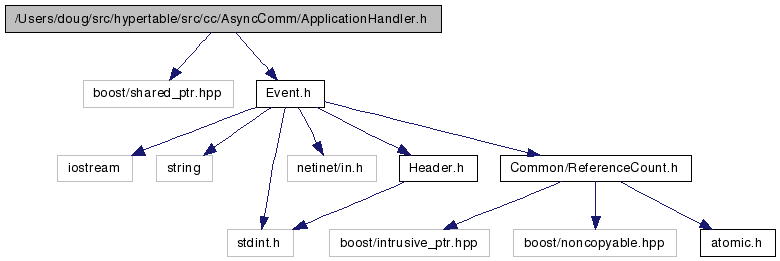 /Users/doug/src/hypertable/src/cc/AsyncComm/ApplicationHandler.h
boost/shared_ptr.hpp
Event.h
iostream
string
netinet/in.h
Header.h
Common/ReferenceCount.h
stdint.h
boost/intrusive_ptr.hpp
boost/noncopyable.hpp
atomic.h